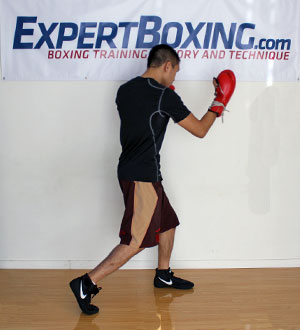 EXPERTBOXING.com
BOXING TRAINING THEORY AND TECHNIQUE